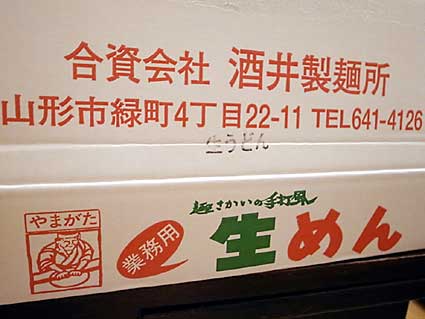 合資会社 酒井製麺所
山形市緑町4丁目22-11 TEL641-4126
生うどん
麺さかいの手打風
やまがた
業務用
生めん